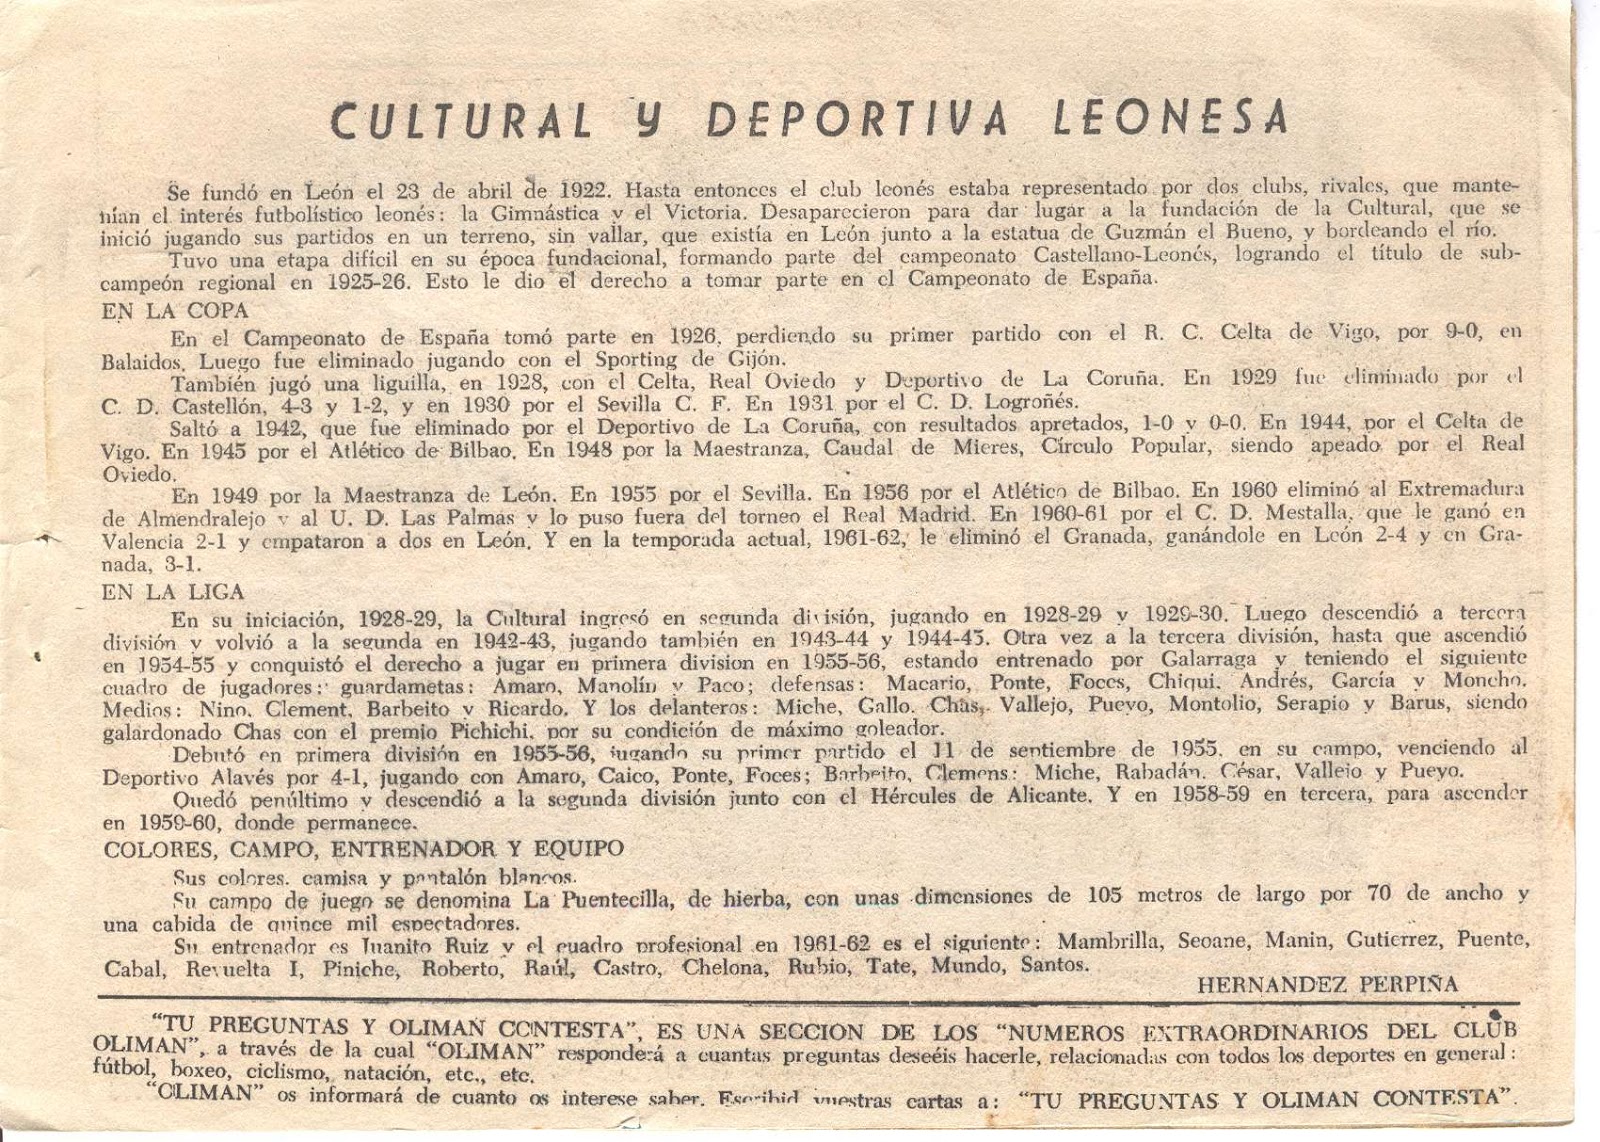 CULTURAL Y DEPORTIVA LEONESA
Se fundó en León el 23 de abril de 1922. Hasta entonces el club leonés estaba representado por dos clubs, rivales, que mante-
nían el interés futbolístico leonés: la Gimnástica y el Victoria. Desaparecieron para dar lugar a la fundación de la Cultural, que se
inició jugando sus partidos en un terreno, sin vallar, que existía en León junto a la estatua de Guzmán el Bueno, y bordeando el río.
Tuvo una etapa difícil en su época fundacional, formando parte del campeonato Castellano-Leonés, logrando el título de sub-
campeón regional en 1925-26. Esto le dio el derecho a tomar parte en el Campeonato de España.
EN LA COPA
En el Campeonato de España tomó parte en 1926, perdiendo su primer partido con el R. C. Celta de Vigo, por 9-0, en
Balaidos. Luego fue eliminado jugando con el Sporting de Gijón.
También jugó una liguilla, en 1928, con el Celta, Real Oviedo y Deportivo de La Coruña. En 1929 fue eliminado por el
C. D. Castellón, 4-3 y 1-2, y en 1930 por el Sevilla C. F. En 1931 por el C. D. Logroñés.
Saltó a 1942, que fue eliminado por el Deportivo de La Coruña, con resultados apretados, 1-0 y 0-0. En 1944, por el Celta de
Vigo. En 1945 por el Atlético de Bilbao. En 1948 por la Maestranza, Caudal de Mieres, Círculo Popular, siendo apeado por el Real
Oviedo.
En 1949 por la Maestranza de León. En 1955 por el Sevilla. En 1956 por el Atlético de Bilbao. En 1960 eliminó al Extremadura
de Almendralejo y al U. D. Las Palmas y lo puso fuera del torneo el Real Madrid. En 1960-61 por el C. D. Mestalla, que le ganó en
Valencia 2-1 y empataron a dos en León. Y en la temporada actual, 1961-62, le eliminó el Granada, ganándole en León 2-4 y en Gra-
nada, 3-1.
EN LA LIGA
En su iniciación, 1928-29, la Cultural ingresó en segunda división, jugando en 1928-29 y 1929-30. Luego descendió a tercera
división y volvió a la segunda en 1942-43, jugando también en 1943-44 y 1944-45. Otra vez a la tercera división, hasta que ascendió
en 1954-55 y conquistó el derecho a jugar en primera division en 1955-56, estando entrenado por Galarraga y teniendo el siguiente
cuadro de jugadores: guardametas: Amaro, Manolín y Paco; defensas: Macario, Ponte, Foces, Chiqui. Andrés, García y Moncho.
Medios: Nino. Clement. Barbeito y Ricardo. Y los delanteros: Miche, Gallo. Chas, Vallejo, Pueyo, Montolio, Serapio y Barus, siendo
galardonado Chas con el premio Pichichi, por su condición de máximo goleador.
Debutó en primera división en 1955-56, jugando su primer partido el 11 de septiembre de 1955, en su campo, venciendo al
Deportivo Alavés por 4-1, jugando con Amaro, Caico, Ponte, Foces; Barbeito, Clemens: Miche, Rabadán. César, Vallejo y Pueyo.
Quedó penúltimo y descendió a la segunda división junto con el Hércules de Alicante. Y en 1958-59 en tercera, para ascender
en 1959-60, donde permanece.
COLORES, CAMPO, ENTRENADOR Y EQUIPO
Sus colores. camisa y pantalón blancos.
Su campo de juego se denomina La Puentecilla, de hierba, con unas dimensiones de 105 metros de largo por 70 de ancho y
una cabida de quince mil espectadores.
Su entrenador es Juanito Ruiz y el cuadro profesional en 1961-62 es el siguiente: Mambrilla, Seoane, Manin, Gutierrez, Puente,
Cabal, Revuelta I, Piniche, Roberto, Raúl, Castro, Chelona, Rubio, Tate, Mundo, Santos.
HERNANDEZ PERPIÑA
"TU PREGUNTAS Y OLIMAN CONTESTA", ES UNA SECCION DE LOS "NUMEROS EXTRAORDINARIOS DEL CLUB
OLIMAN", a través de la cual "OLIMAN" responderá a cuantas preguntas deseéis hacerle, relacionadas con todos los deportes en general:
fútbol, boxeo, ciclismo, natación, etc., etc.
"OLIMAN" os informará de cuanto os interese saber. Escribid vuestras cartas a: "TU PREGUNTAS Y OLIMAN CONTESTA".